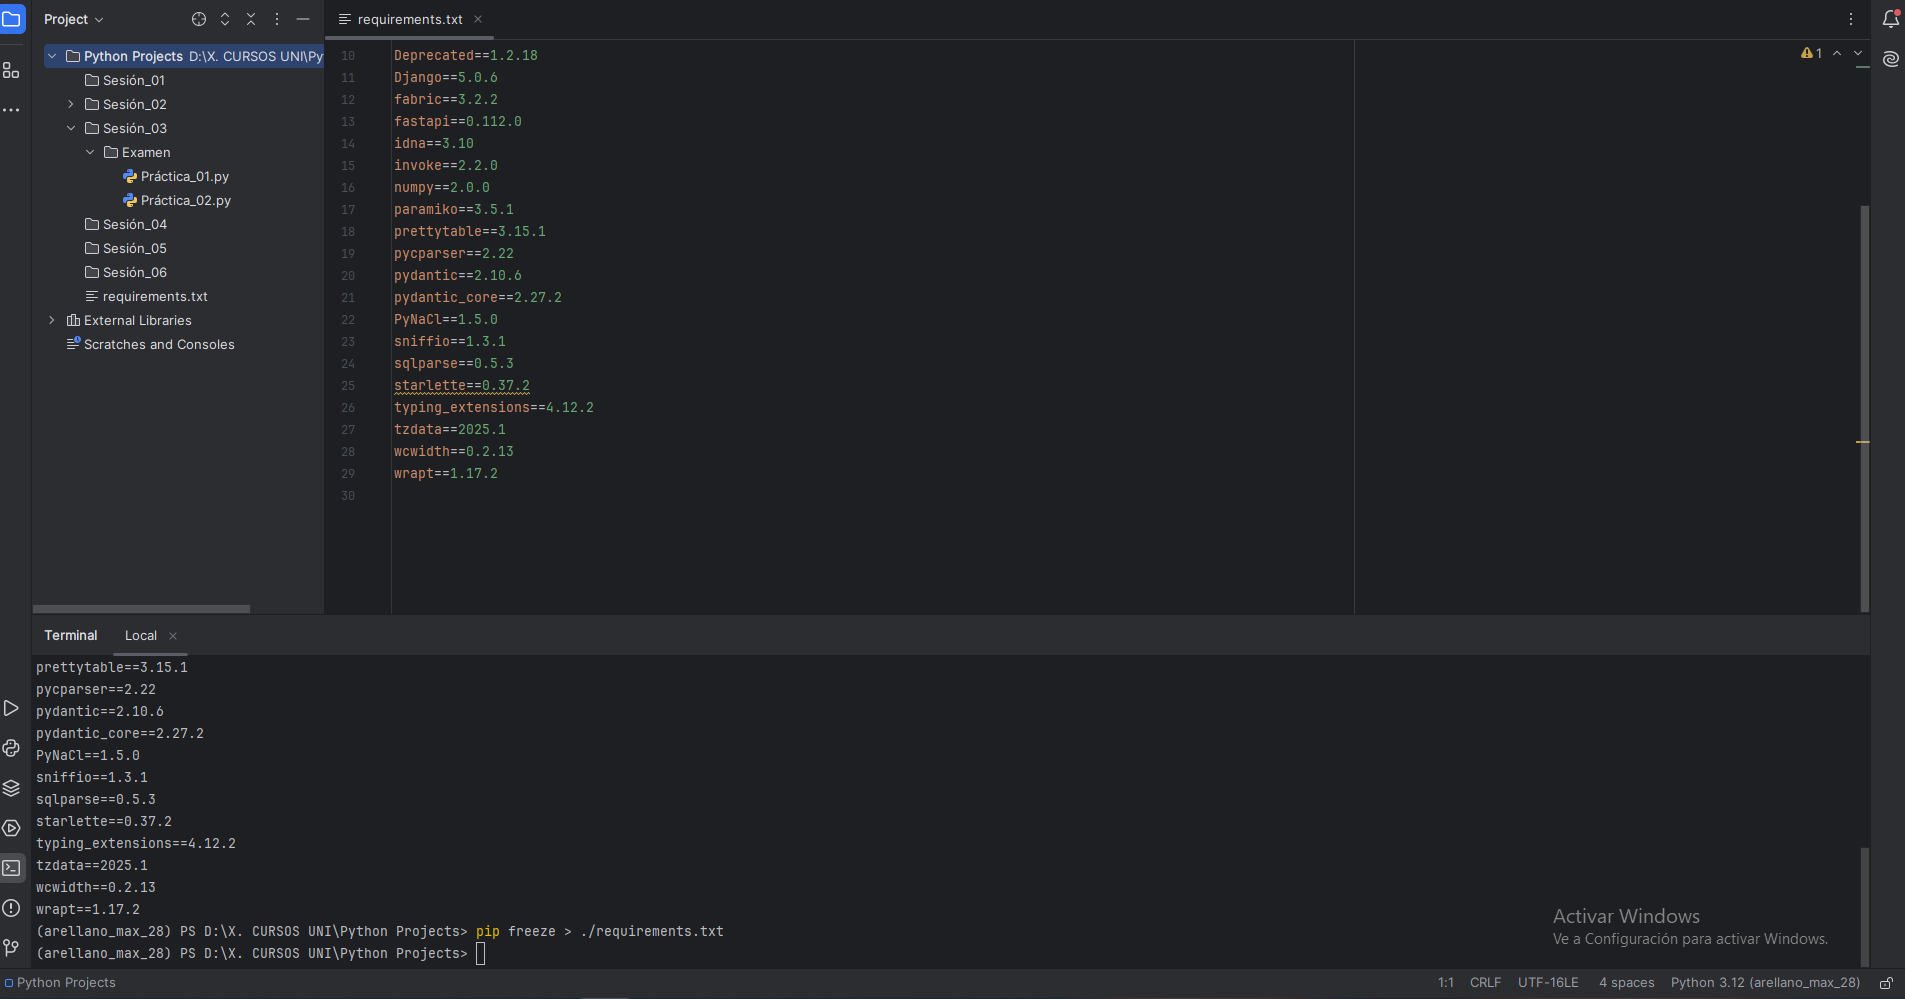 Project
requirements.txt
Python Projects D:\X. CURSOS UNI\Py
Sesión_01
Sesión_02
Sesión_03
Examen
Práctica_01.py
Práctica_02.py
Sesión_04
Sesión_05
Sesión_06
requirements.txt
External Libraries
Scratches and Consoles
10 Deprecated==1.2.18
11 Django==5.0.6
12 fabric==3.2.2
13 fastapi==0.112.0
14 idna==3.10
15 invoke==2.2.0
16 numpy==2.0.0
17 paramiko==3.5.1
18 prettytable==3.15.1
19 pycparser==2.22
20 pydantic==2.10.6
21 pydantic_core==2.27.2
22 PyNaCl==1.5.0
23 sniffio==1.3.1
24 sqlparse==0.5.3
25 starlette==0.37.2
26 typing_extensions==4.12.2
27 tzdata==2025.1
28 wcwidth==0.2.13
29 wrapt==1.17.2
30
1
Terminal Local
prettytable==3.15.1
pycparser==2.22
pydantic==2.10.6
pydantic_core==2.27.2
PyNaCl==1.5.0
sniffio==1.3.1
sqlparse==0.5.3
starlette==0.37.2
typing_extensions==4.12.2
tzdata==2025.1
wcwidth==0.2.13
wrapt==1.17.2
(arellano_max_28) PS D:\X. CURSOS UNI\Python Projects> pip freeze > ./requirements.txt
(arellano_max_28) PS D:\X. CURSOS UNI\Python Projects>
Activar Windows
Ve a Configuración para activar Windows.
Python Projects
1:1 CRLF UTF-16LE 4 spaces Python 3.12 (arellano_max_28)